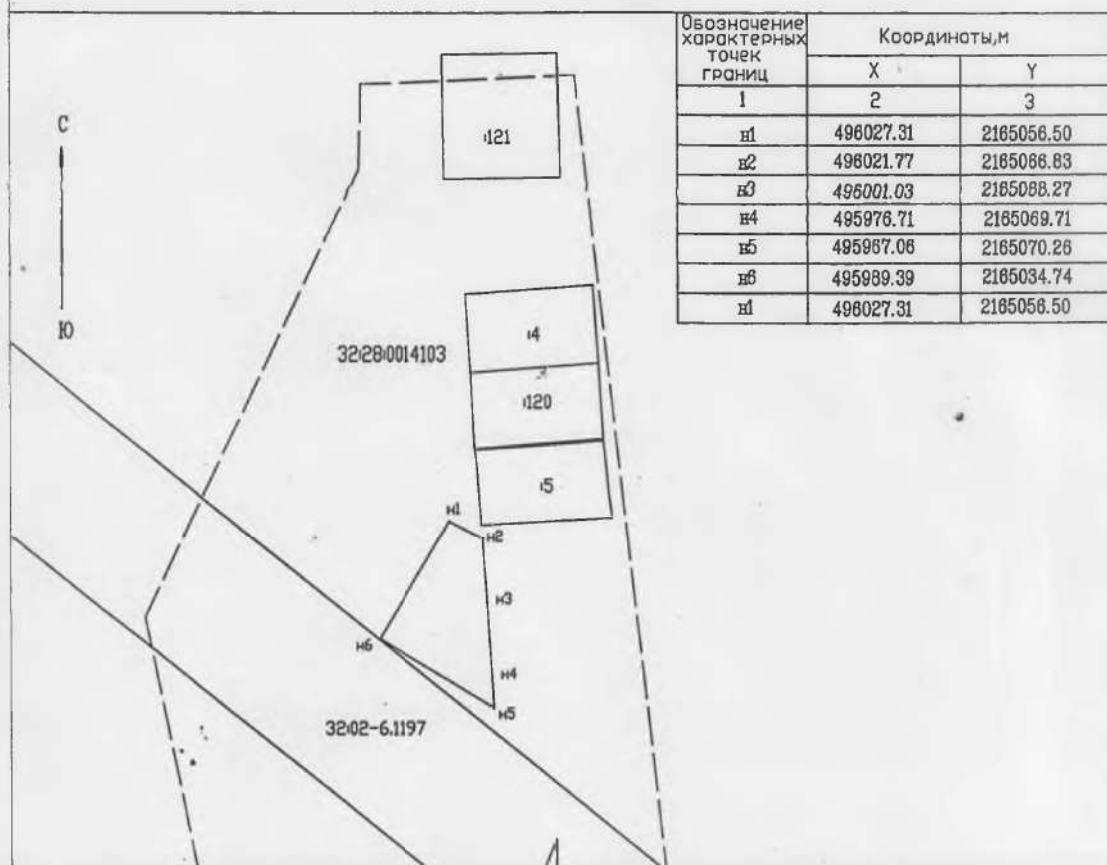 Обозначение
характерных
точек
границ
Координаты,м
X
Y
1 2 3
н1 496027.31 2165056.50
н2 496021.77 2165066.83
н3 496001.03 2165068.27
н4 495976.71 2165069.71
н5 495967.06 2165070.26
н6 495989.39 2165034.74
н1 496027.31 2165056.50
С
Ю
:121
32:28:0014103
:4
:120
:5
н1
н2
н3
н6
н4
н5
32:02-6.1197